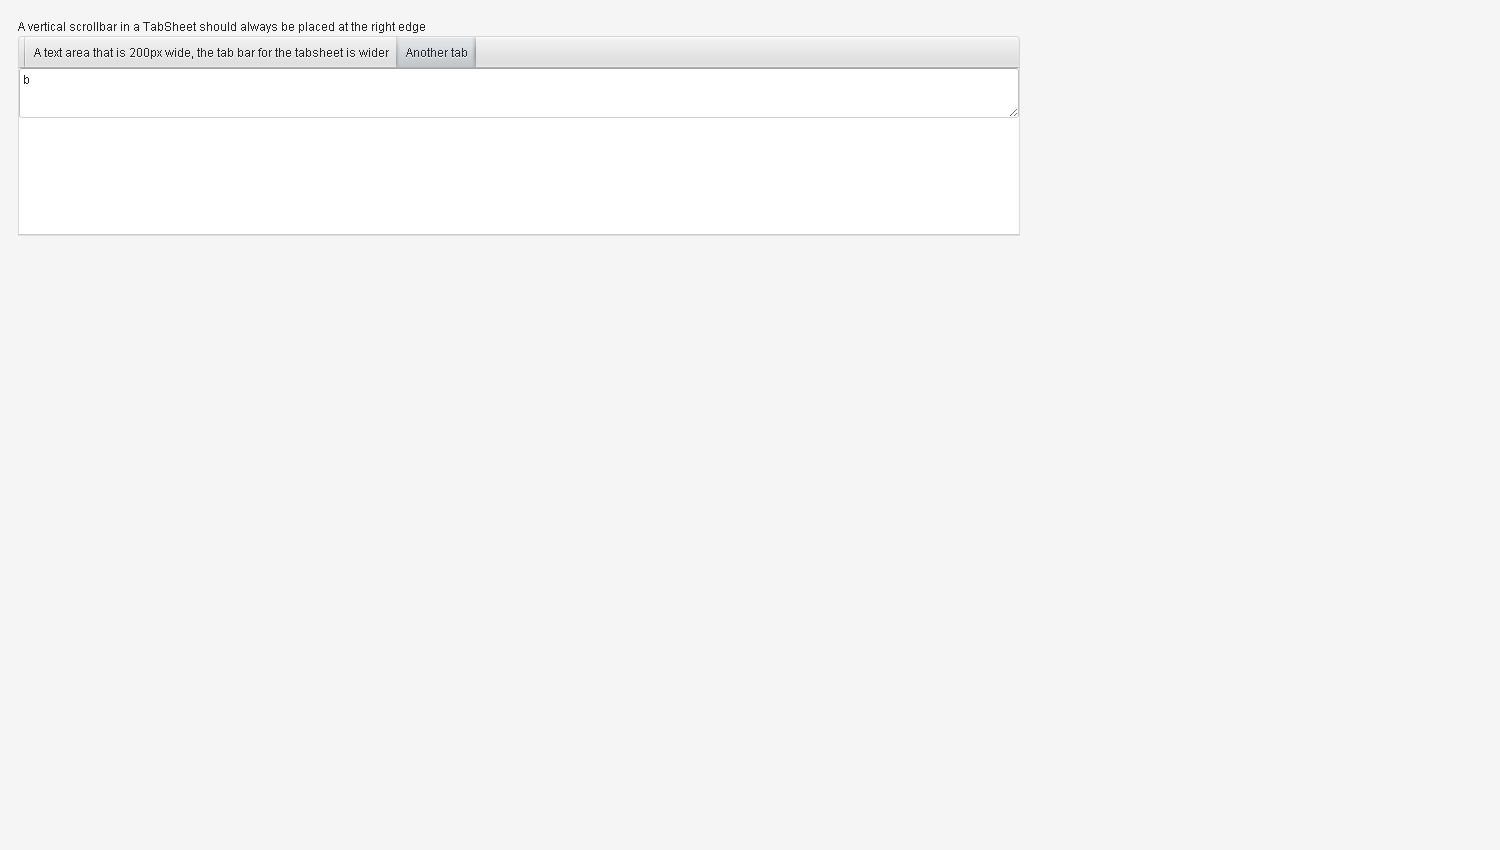 A vertical scrollbar in a TabSheet should always be placed at the right edge
A text area that is 200px wide, the tab bar for the tabsheet is wider Another tab
b